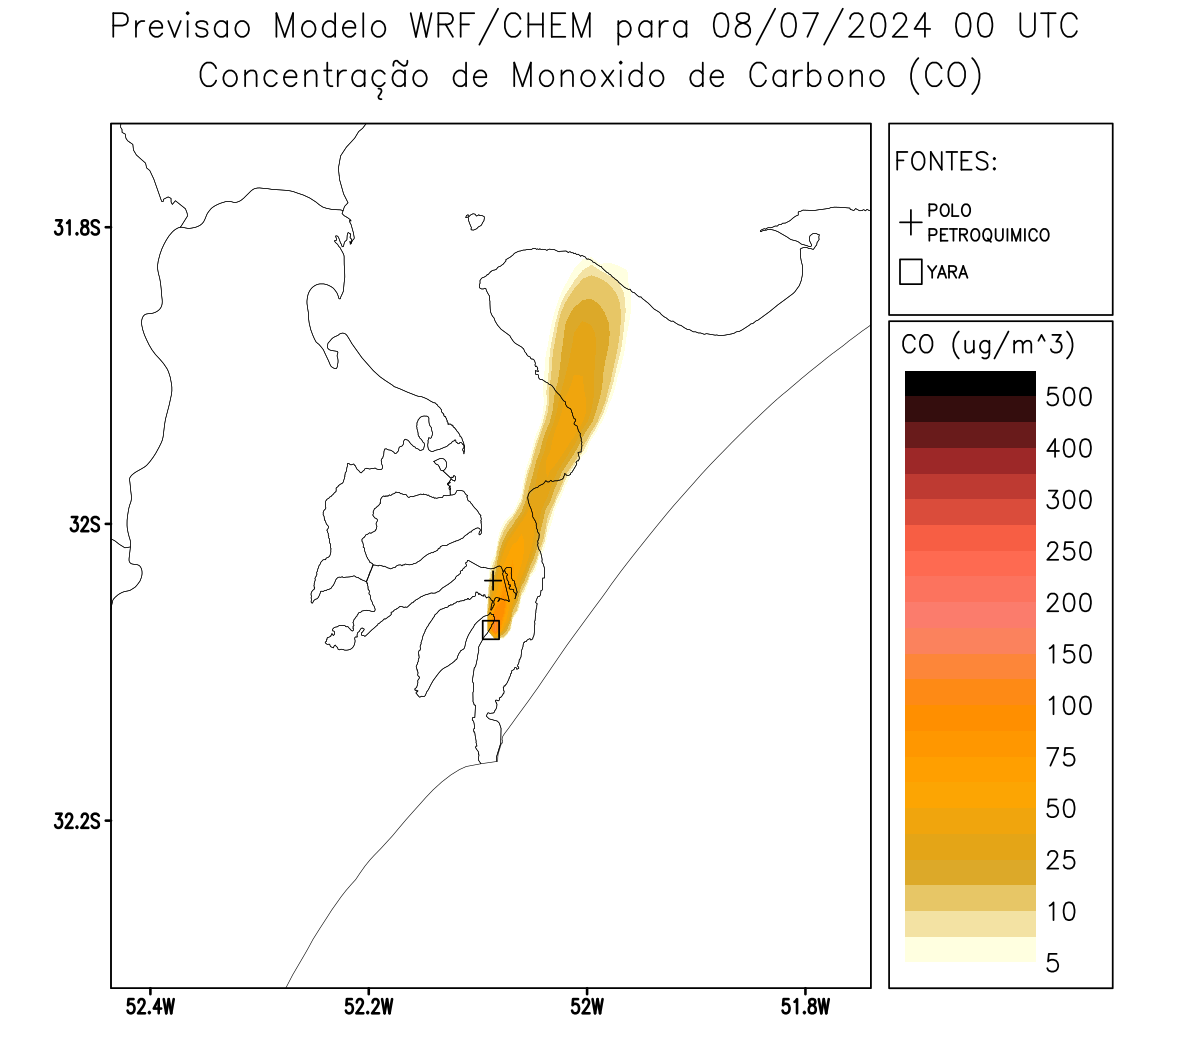 Previsao Modelo WRF/CHEM para 08/07/2024 00 UTC
Concentração de Monoxido de Carbono (CO)
FONTES:
POLO
PETROQUIMICO
YARA
CO (ug/m^3)
500
400
300
250
200
150
100
75
50
25
10
5
31.8S
32S
32.2S
52.4W
52.2W
52W
51.8W